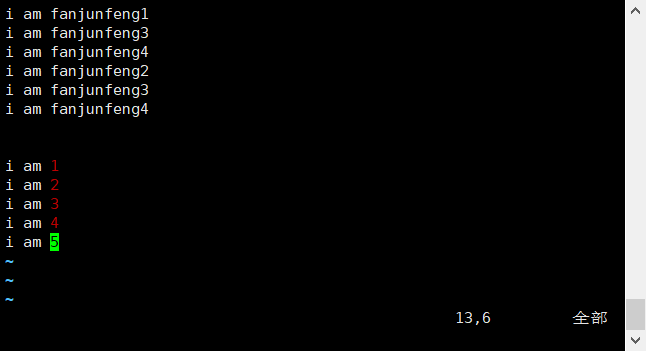 i am fanjunfeng1
i am fanjunfeng3
i am fanjunfeng4
i am fanjunfeng2
i am fanjunfeng3
i am fanjunfeng4
i am 1
i am 2
i am 3
i am 4
i am 5
~
~
~
13,6 全部